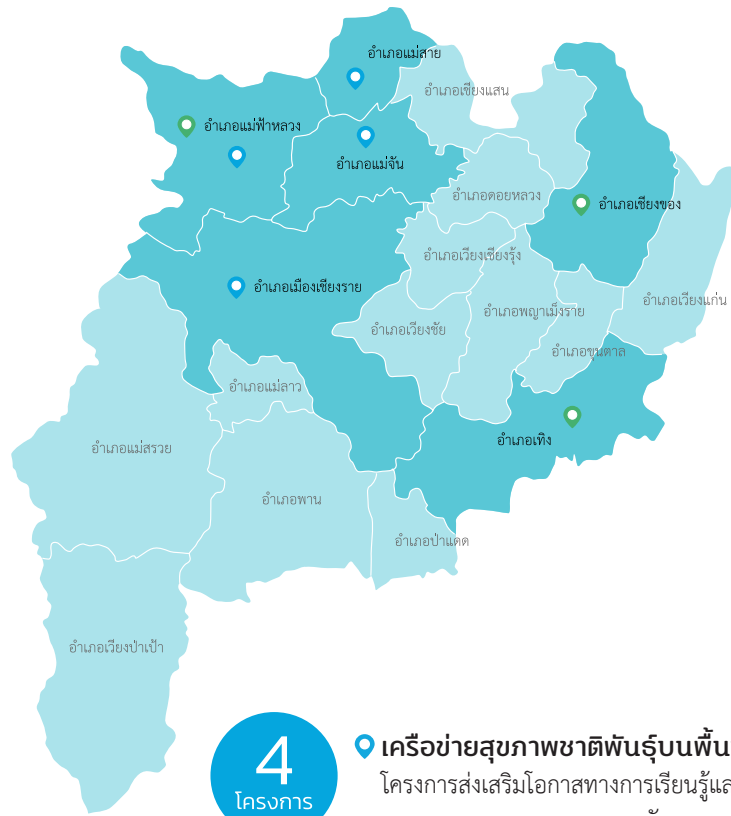 อำเภอแม่สาย
อำเภอเชียงแสน
อำเภอแม่ฟ้าหลวง
อำเภอแม่จัน
อำเภอดอยหลวง
อำเภอเชียงของ
อำเภอเวียงเชียงรุ้ง
อำเภอเมืองเชียงราย
อำเภอพญาเม็งราย
อำเภอเวียงแก่น
อำเภอเวียงชัย
อำเภอขุนตาล
อำเภอแม่ลาว
อำเภอเทิง
อำเภอแม่สรวย
อำเภอพาน
อำเภอป่าแดด
อำเภอเวียงป่าเป้า
4
โครงการ
เครือข่ายสุขภาพชาติพันธุ์บนพื้น
โครงการส่งเสริมโอกาสทางการเรียนรู้แล